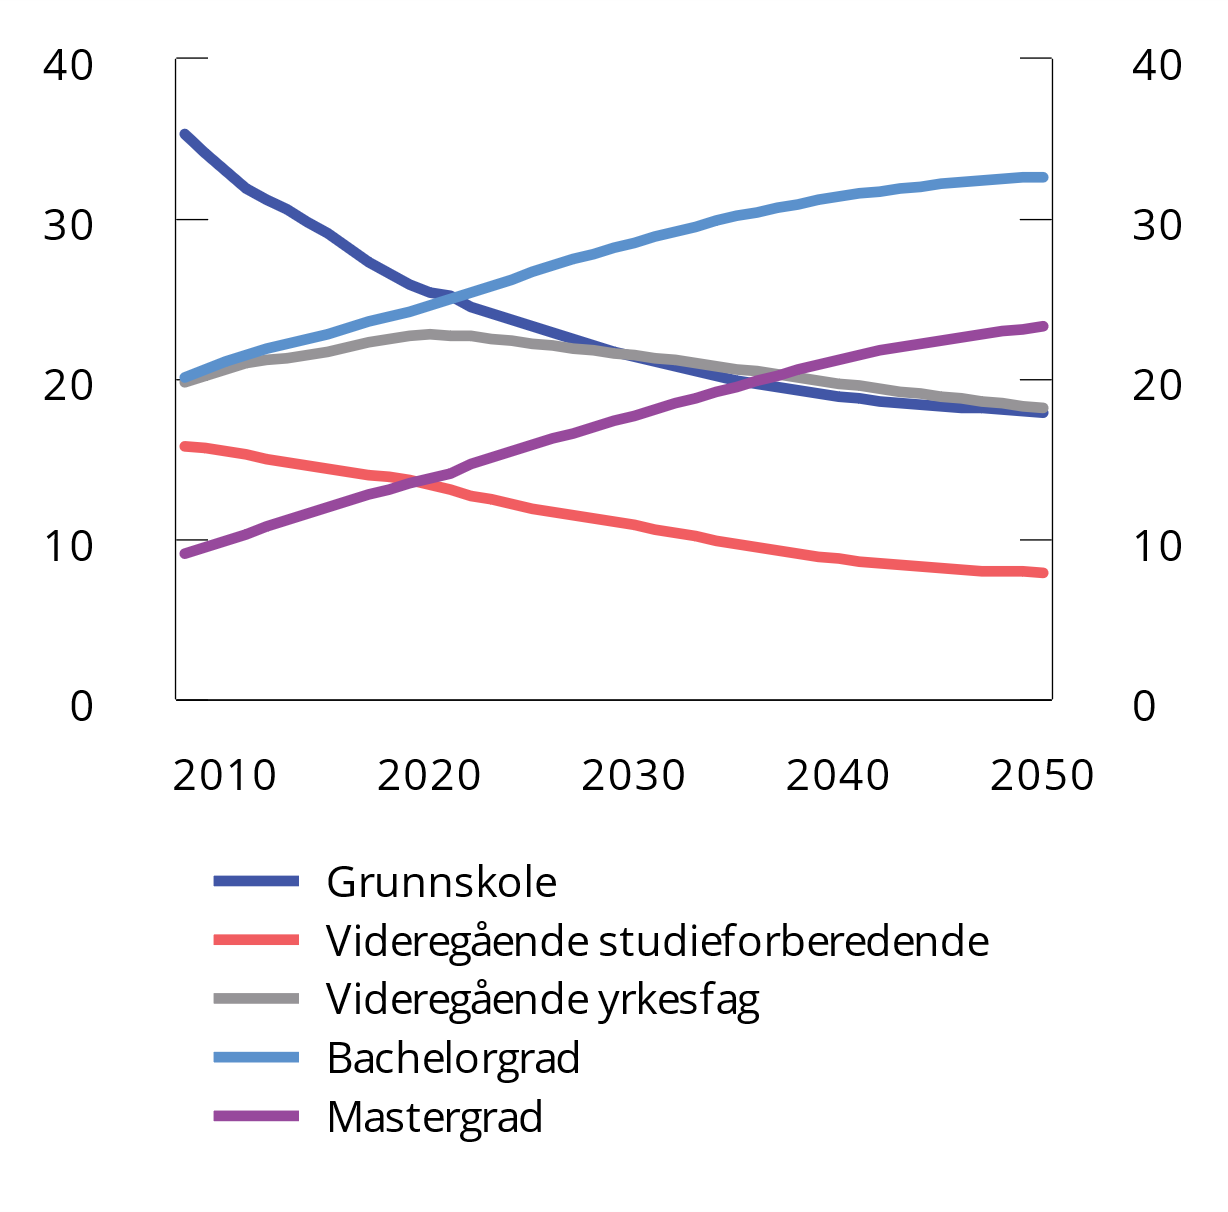 40 40
30 30
20 20
10 10
0 0
2010 2020 2030 2040 2050
Grunnskole
Videregående studieforberedende
Videregående yrkesfag
Bachelorgrad
Mastergrad